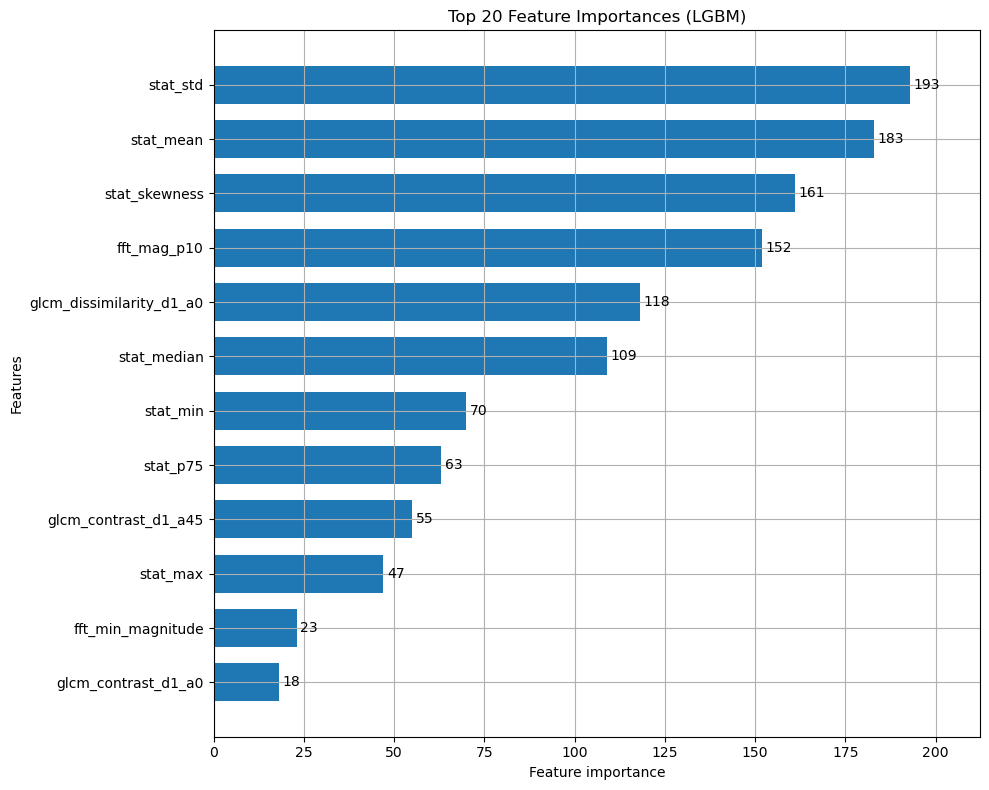 Top 20 Feature Importances (LGBM)
Features
stat_std 193
stat_mean 183
stat_skewness 161
fft_mag_p10 152
glcm_dissimilarity_d1_a0 118
stat_median 109
stat_min 70
stat_p75 63
glcm_contrast_d1_a45 55
stat_max 47
fft_min_magnitude 23
glcm_contrast_d1_a0 18
0 25 50 75 100 125 150 175 200
Feature importance